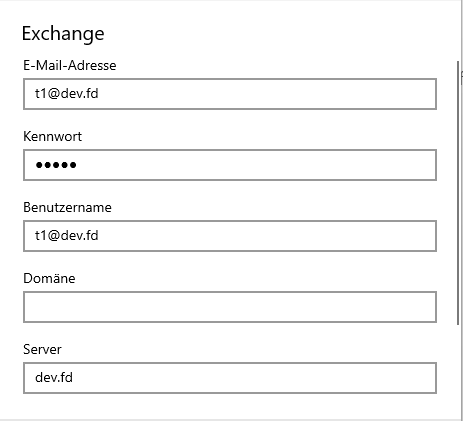 Exchange
E-Mail-Adresse
t1@dev.fd
Kennwort
●●●●●
Benutzername
t1@dev.fd
Domäne
Server
dev.fd